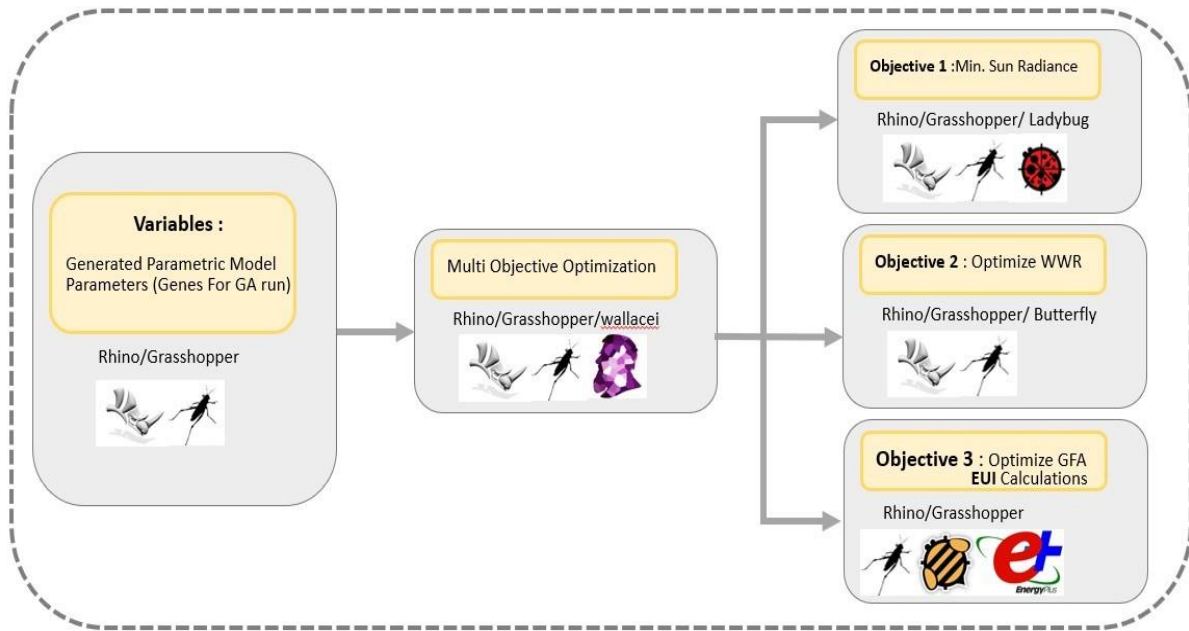 Variables :
Generated Parametric Model
Parameters (Genes For GA run)
Rhino/Grasshopper
Multi Objective Optimization
Rhino/Grasshopper/wallacei
Objective 1 :Min. Sun Radiance
Rhino/Grasshopper/ Ladybug
Objective 2 : Optimize WWR
Rhino/Grasshopper/ Butterfly
Objective 3 : Optimize GFA
EUI Calculations
Rhino/Grasshopper
e+
EnergyPlus